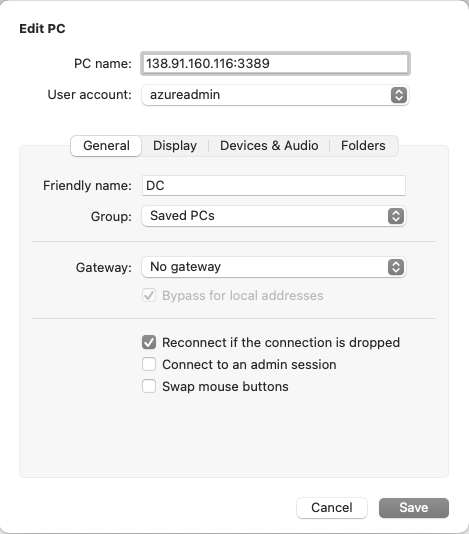 Edit PC
PC name: 138.91.160.116:3389
User account: azureadmin
General Display Devices & Audio Folders
Friendly name: DC
Group: Saved PCs
Gateway: No gateway
Bypass for local addresses
Reconnect if the connection is dropped
Connect to an admin session
Swap mouse buttons
Cancel Save